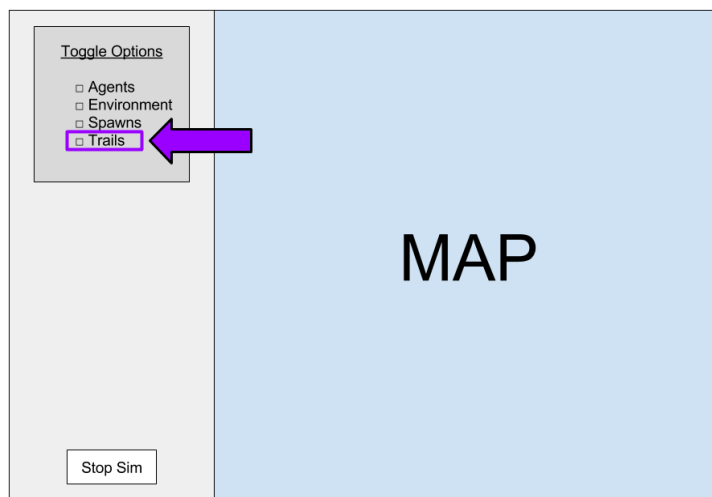 Toggle Options
Agents
Environment
Spawns
Trails
MAP
Stop Sim